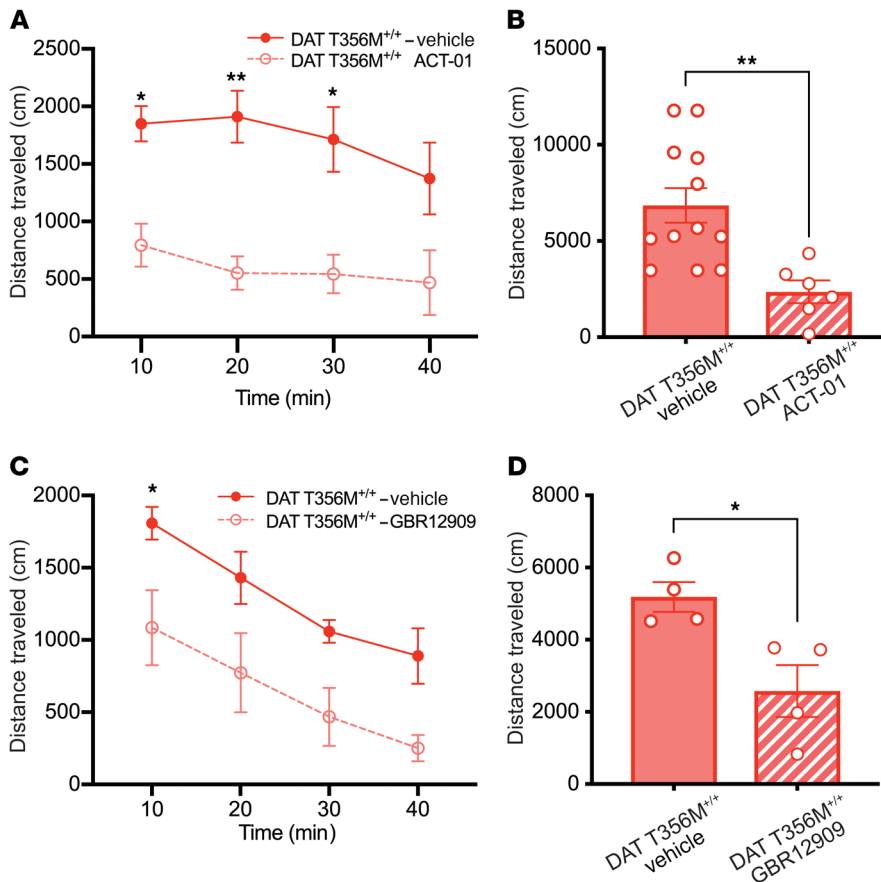 A
DAT T356M+/+ – vehicle
DAT T356M+/+ ACT-01
Distance traveled (cm)
2500
2000
1500
1000
500
0
* ** *
10 20 30 40
Time (min)
B
Distance traveled (cm)
15000
10000
5000
0
**
DAT T356M+/+
vehicle
DAT T356M+/+
ACT-01
C
DAT T356M+/+ – vehicle
DAT T356M+/+ – GBR12909
Distance traveled (cm)
2000
1500
1000
500
0
*
10 20 30 40
Time (min)
D
Distance traveled (cm)
8000
6000
4000
2000
0
*
DAT T356M+/+
vehicle
DAT T356M+/+
GBR12909